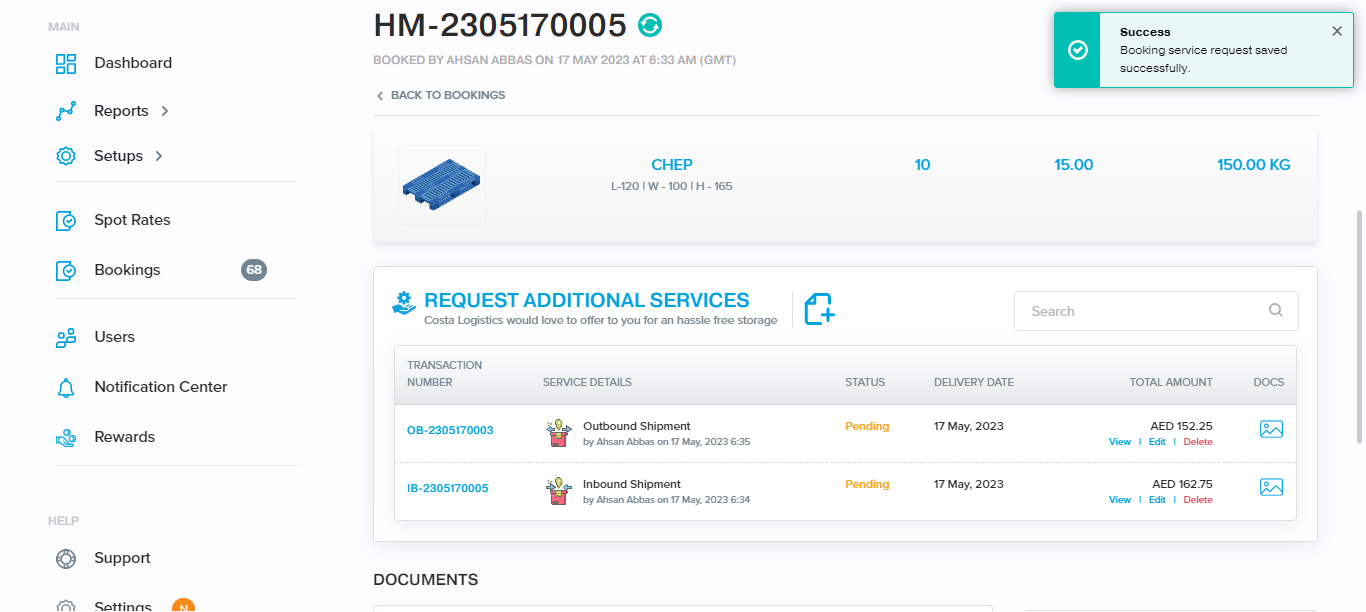 MAIN
Dashboard
Reports
Setups
Spot Rates
Bookings
68
Users
Notification Center
Rewards
HELP
Support
Settings
N
HM-2305170005
BOOKED BY AHSAN ABBAS ON 17 MAY 2023 AT 6:33 AM (GMT)
BACK TO BOOKINGS
Success
Booking service request saved
successfully.
CHEP
L-120 | W - 100 | H - 165
10
15.00
150.00 KG
REQUEST ADDITIONAL SERVICES
Costa Logistics would love to offer to you for an hassle free storage
Search
TRANSACTION
NUMBER
SERVICE DETAILS
STATUS
DELIVERY DATE
TOTAL AMOUNT
DOCS
OB-2305170003
Outbound Shipment
by Ahsan Abbas on 17 May, 2023 6:35
Pending
17 May, 2023
AED 152.25
View | Edit | Delete
IB-2305170005
Inbound Shipment
by Ahsan Abbas on 17 May, 2023 6:34
Pending
17 May, 2023
AED 162.75
View | Edit | Delete
DOCUMENTS